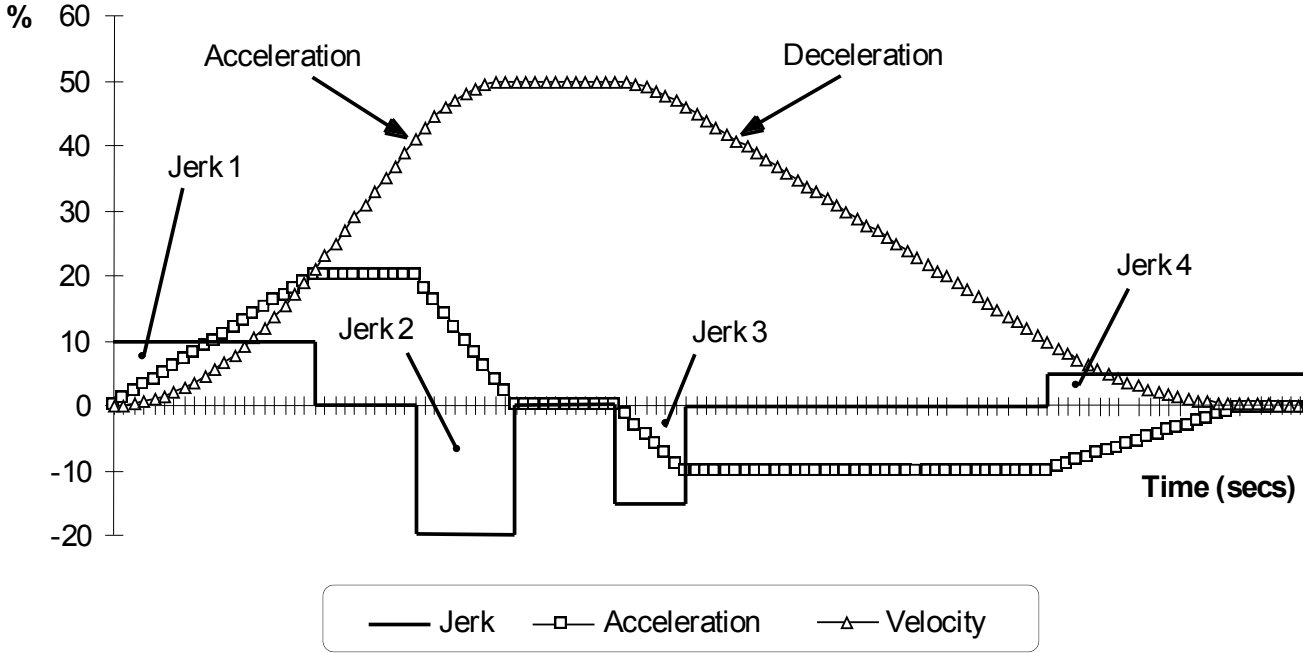 % 60
Acceleration
Deceleration
50
40
Jerk 1
30
20
Jerk 4
Jerk 2
Jerk 3
10
0
-10
Time (secs)
-20
Jerk Acceleration Velocity